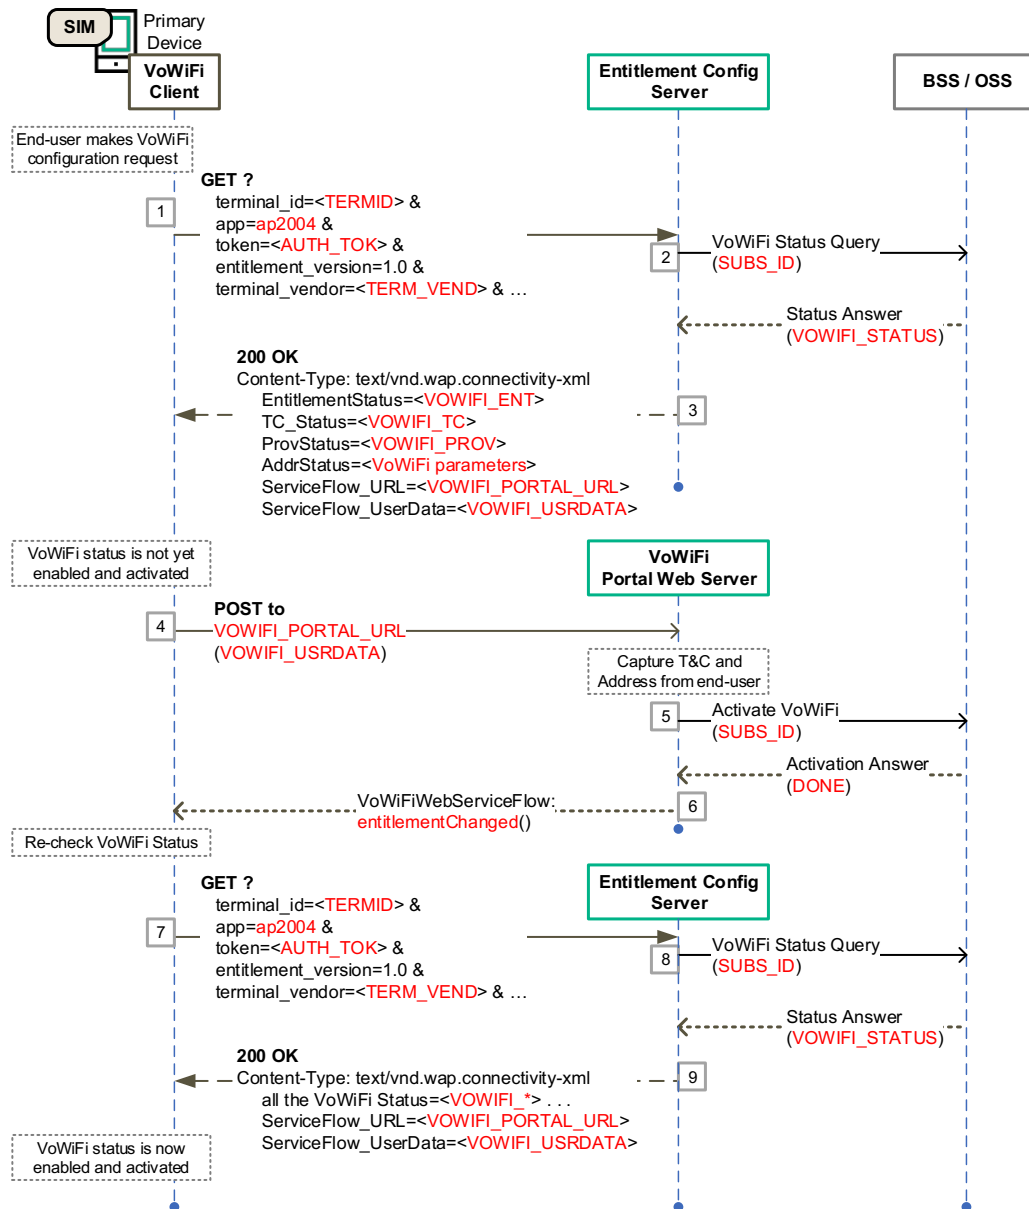 SIM
Primary
Device
VoWiFi
Client
Entitlement Config
Server
BSS / OSS
End-user makes VoWiFi
configuration request
GET ?
1
terminal_id=<TERMID> &
app=ap2004 &
token=<AUTH_TOK> &
entitlement_version=1.0 &
terminal_vendor=<TERM_VEND> & …
2
VoWiFi Status Query
(SUBS_ID)
Status Answer
(VOWIFI_STATUS)
200 OK
Content-Type: text/vnd.wap.connectivity-xml
EntitlementStatus=<VOWIFI_ENT>
3
TC_Status=<VOWIFI_TC>
ProvStatus=<VOWIFI_PROV>
AddrStatus=<VoWiFi parameters>
ServiceFlow_URL=<VOWIFI_PORTAL_URL>
ServiceFlow_UserData=<VOWIFI_USRDATA>
VoWiFi status is not yet
enabled and activated
VoWiFi
Portal Web Server
4
POST to
VOWIFI_PORTAL_URL
(VOWIFI_USRDATA)
Capture T&C and
Address from end-user
5
Activate VoWiFi
(SUBS_ID)
Activation Answer
(DONE)
6
VoWiFiWebServiceFlow:
entitlementChanged()
Re-check VoWiFi Status
GET ?
7
terminal_id=<TERMID> &
app=ap2004 &
token=<AUTH_TOK> &
entitlement_version=1.0 &
terminal_vendor=<TERM_VEND> & …
Entitlement Config
Server
8
VoWiFi Status Query
(SUBS_ID)
Status Answer
(VOWIFI_STATUS)
200 OK
9
Content-Type: text/vnd.wap.connectivity-xml
all the VoWiFi Status=<VOWIFI_*> . . .
ServiceFlow_URL=<VOWIFI_PORTAL_URL>
ServiceFlow_UserData=<VOWIFI_USRDATA>
VoWiFi status is now
enabled and activated